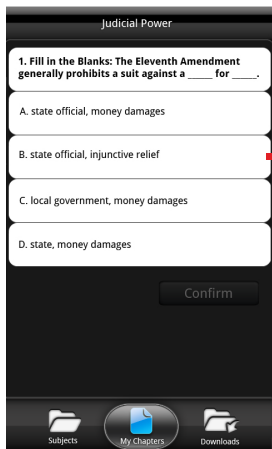 Judicial Power
1. Fill in the Blanks: The Eleventh Amendment
generally prohibits a suit against a _____ for _____.
A. state official, money damages
B. state official, injunctive relief
C. local government, money damages
D. state, money damages
Confirm
Subjects
My Chapters
Downloads